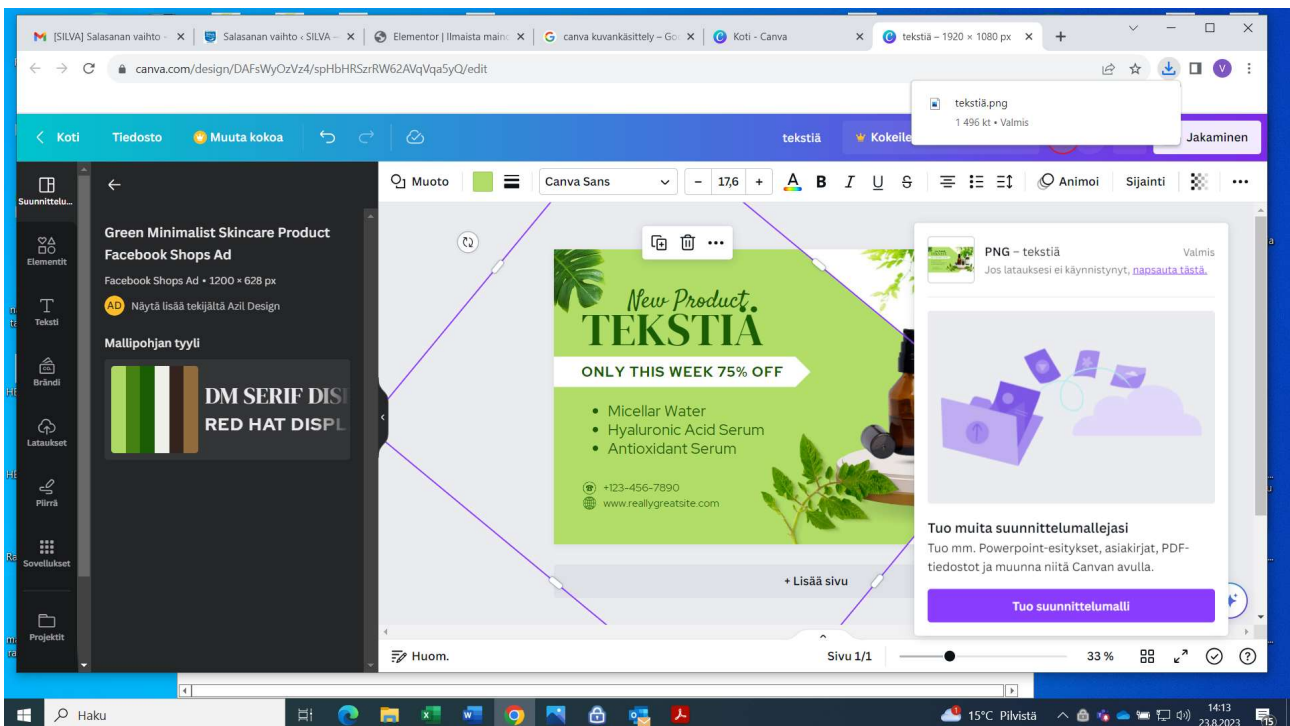 [SILVA] Salasanan vaihto -
Salasanan vaihto ‹ SILVA —
Elementor | Ilmaista maino
canva kuvankäsittely – Goo
Koti - Canva
tekstiä – 1920 × 1080 px
canva.com/design/DAFsWyOzVz4/spHbHRSzrRW62AVqVqa5yQ/edit
V
tekstiä.png
1 496 kt • Valmis
Koti
Tiedosto
Muuta kokoa
tekstiä
Kokeile
Jakaminen
Suunnittelu...
Elementit
Teksti
Brändi
Lataukset
Piirrä
Sovellukset
Projektit
Green Minimalist Skincare Product
Facebook Shops Ad
Facebook Shops Ad • 1200 × 628 px
AD Näytä lisää tekijältä Azil Design
Mallipohjan tyyli
DM SERIF DIS
RED HAT DISPL
Muoto
Canva Sans
– 17,6 +
A B I U S
Animoi
Sijainti
New Product
TEKSTIÄ
ONLY THIS WEEK 75% OFF
• Micellar Water
• Hyaluronic Acid Serum
• Antioxidant Serum
+123-456-7890
www.reallygreatsite.com
+ Lisää sivu
PNG – tekstiä
Valmis
Jos latauksesi ei käynnistynyt, napsauta tästä.
Tuo muita suunnittelumallejasi
Tuo mm. Powerpoint-esitykset, asiakirjat, PDF-
tiedostot ja muunna niitä Canvan avulla.
Tuo suunnittelumalli
Huom.
Sivu 1/1
33 %
Haku
15°C Pilvistä
14:13
23.8.2023